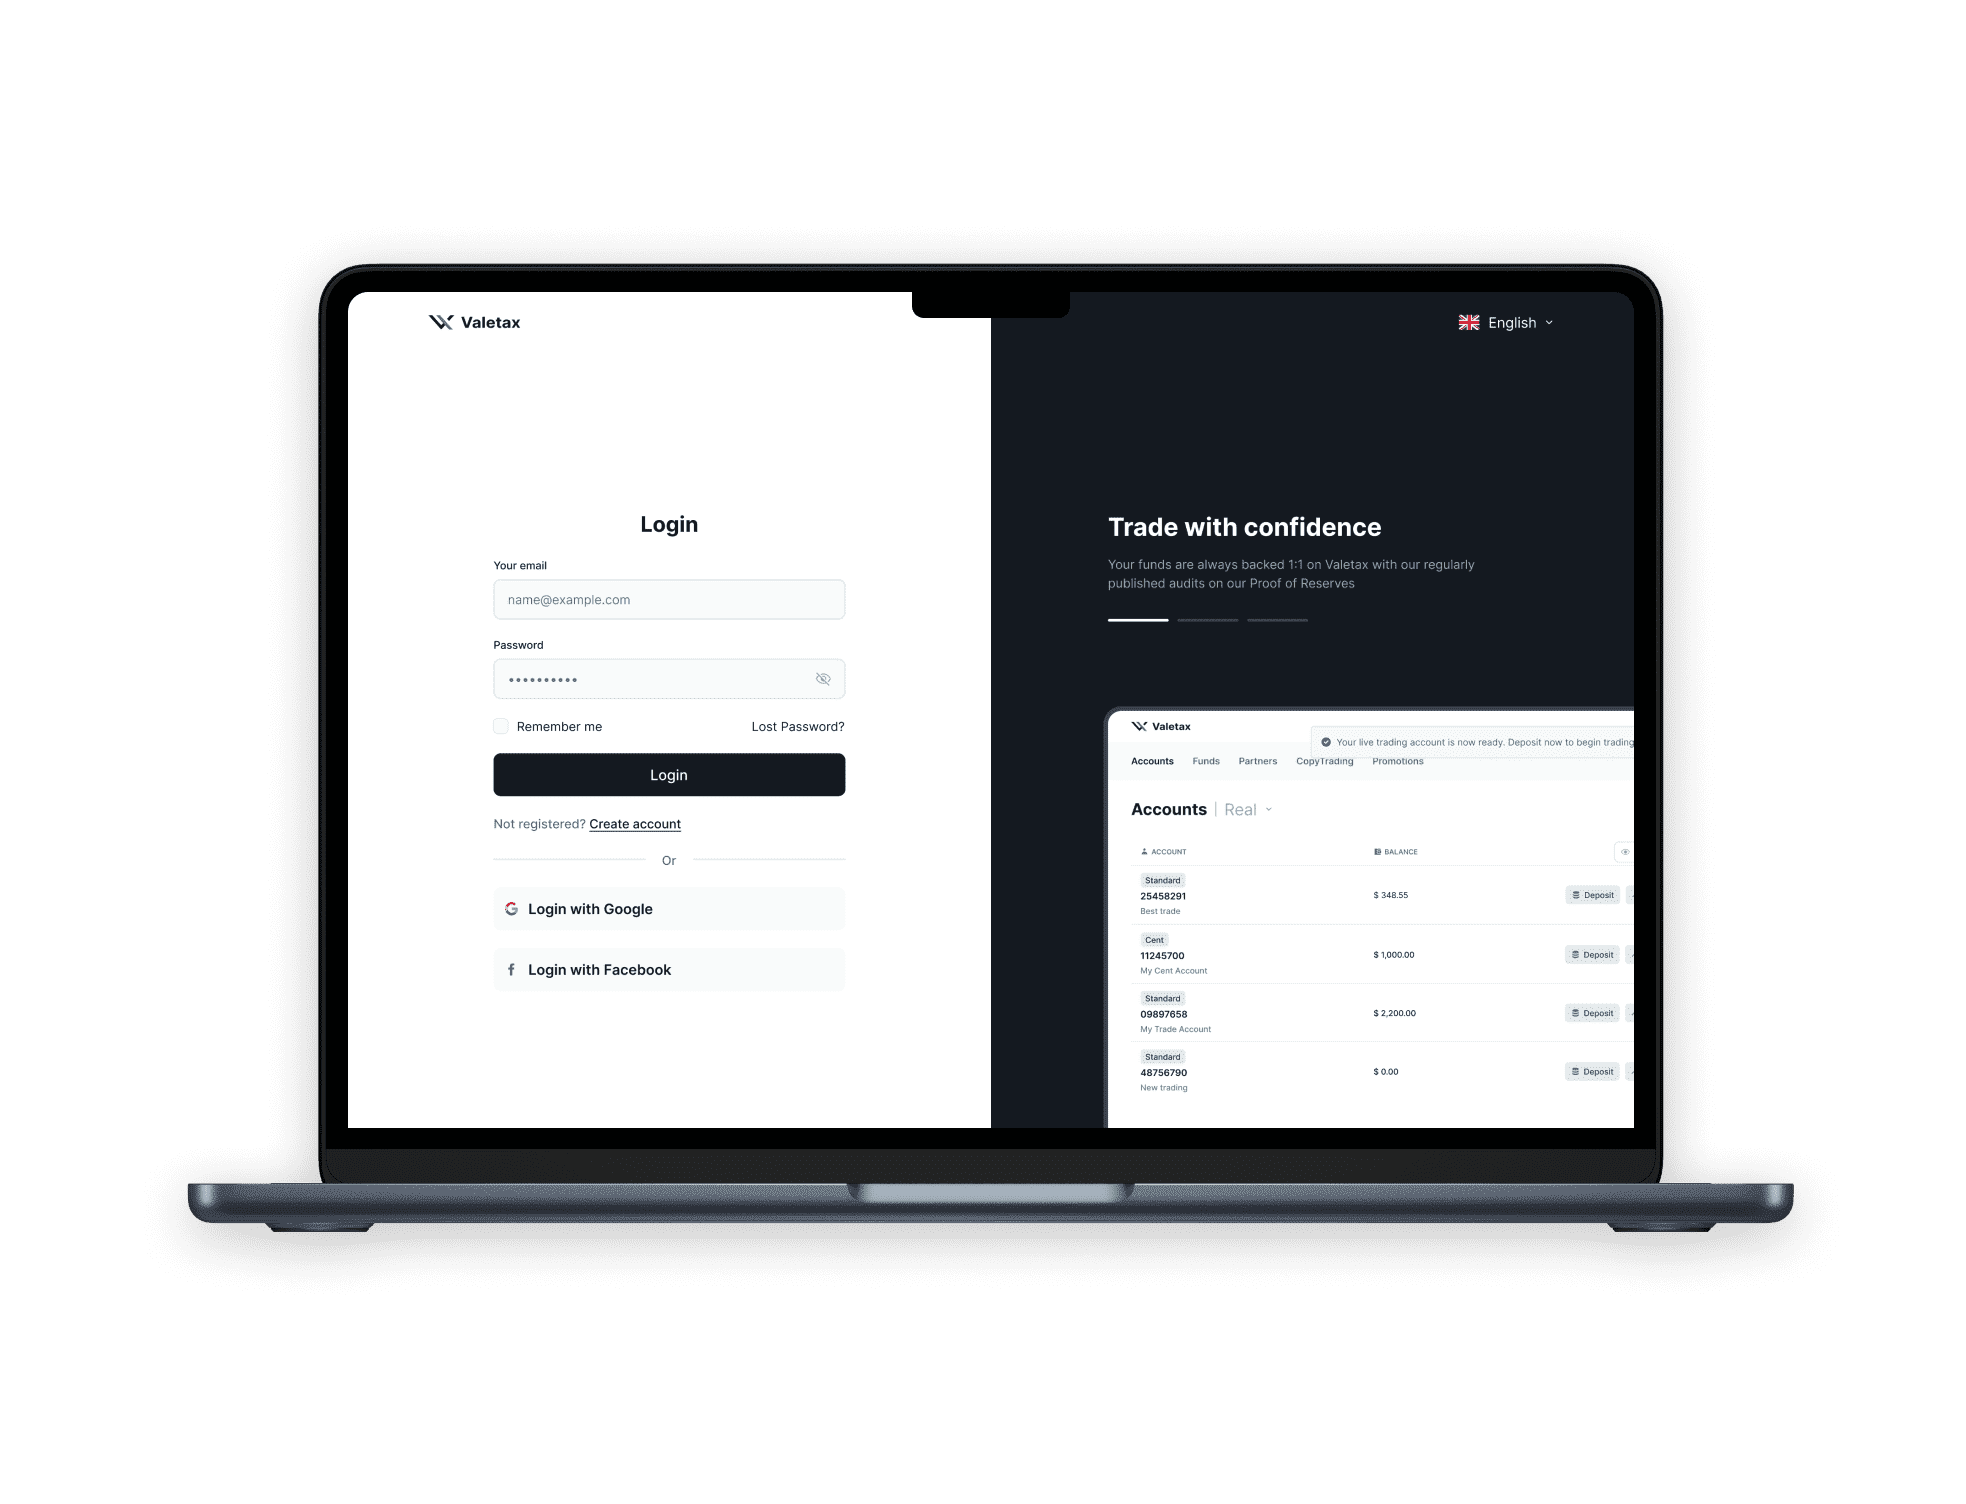 Valetax
English
Login
Your email
name@example.com
Password
Remember me
Lost Password?
Login
Not registered? Create account
Or
Login with Google
Login with Facebook
Trade with confidence
Your funds are always backed 1:1 on Valetax with our regularly
published audits on our Proof of Reserves
Valetax
Your live trading account is now ready. Deposit now to begin trading
Accounts Funds Partners CopyTrading Promotions
Accounts | Real
ACCOUNT BALANCE
Standard
25458291 $ 348.55 Deposit
Best trade
Cent
11245700 $ 1,000.00 Deposit
My Cent Account
Standard
09897658 $ 2,200.00 Deposit
My Trade Account
Standard
48756790 $ 0.00 Deposit
New trading